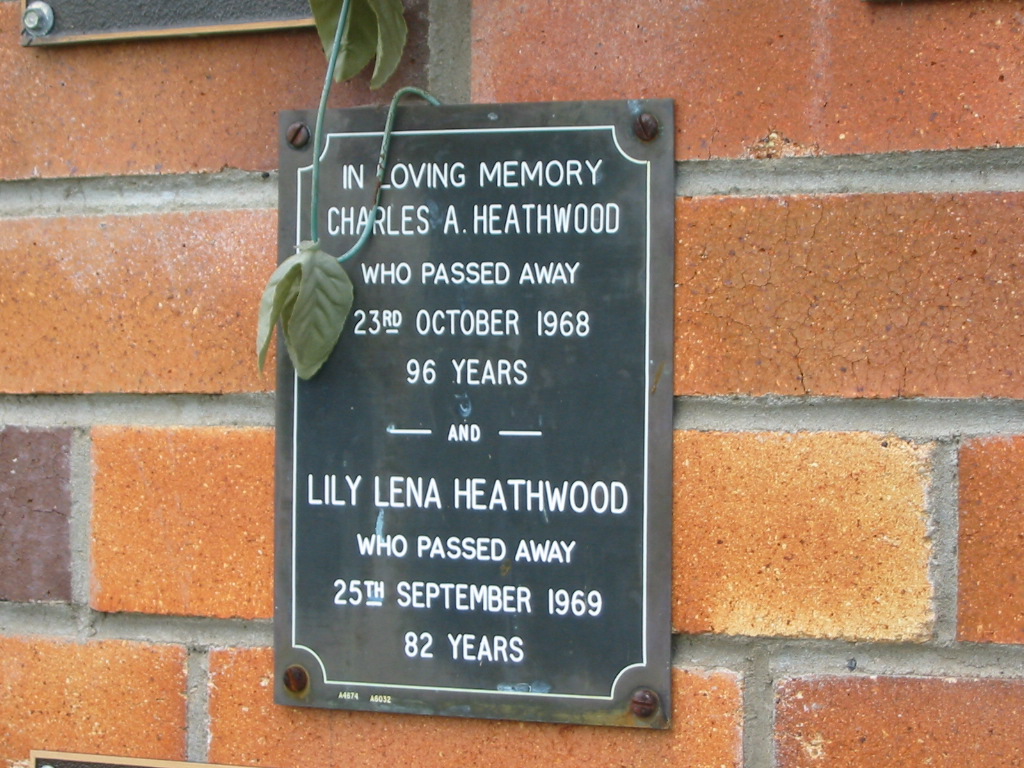 IN LOVING MEMORY
CHARLES A. HEATHWOOD
WHO PASSED AWAY
23RD OCTOBER 1968
96 YEARS
AND
LILY LENA HEATHWOOD
WHO PASSED AWAY
25TH SEPTEMBER 1969
82 YEARS
A4674 A6032